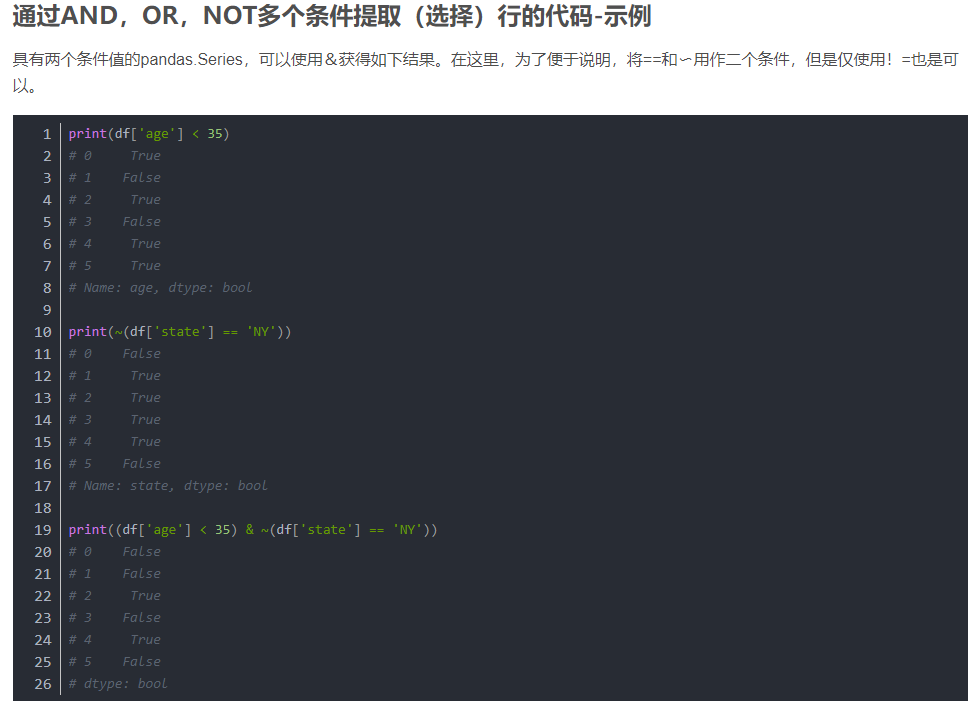 通过AND，OR，NOT多个条件提取（选择）行的代码-示例
具有两个条件值的pandas.Series，可以使用＆获得如下结果。在这里，为了便于说明，将==和〜用作二个条件，但是仅使用！=也是可
以。
1 print(df['age'] < 35)
2 # 0     True
3 # 1    False
4 # 2     True
5 # 3    False
6 # 4     True
7 # 5     True
8 # Name: age, dtype: bool
9
10 print(~(df['state'] == 'NY'))
11 # 0    False
12 # 1     True
13 # 2     True
14 # 3     True
15 # 4     True
16 # 5    False
17 # Name: state, dtype: bool
18
19 print((df['age'] < 35) & ~(df['state'] == 'NY'))
20 # 0    False
21 # 1    False
22 # 2     True
23 # 3    False
24 # 4     True
25 # 5    False
26 # dtype: bool